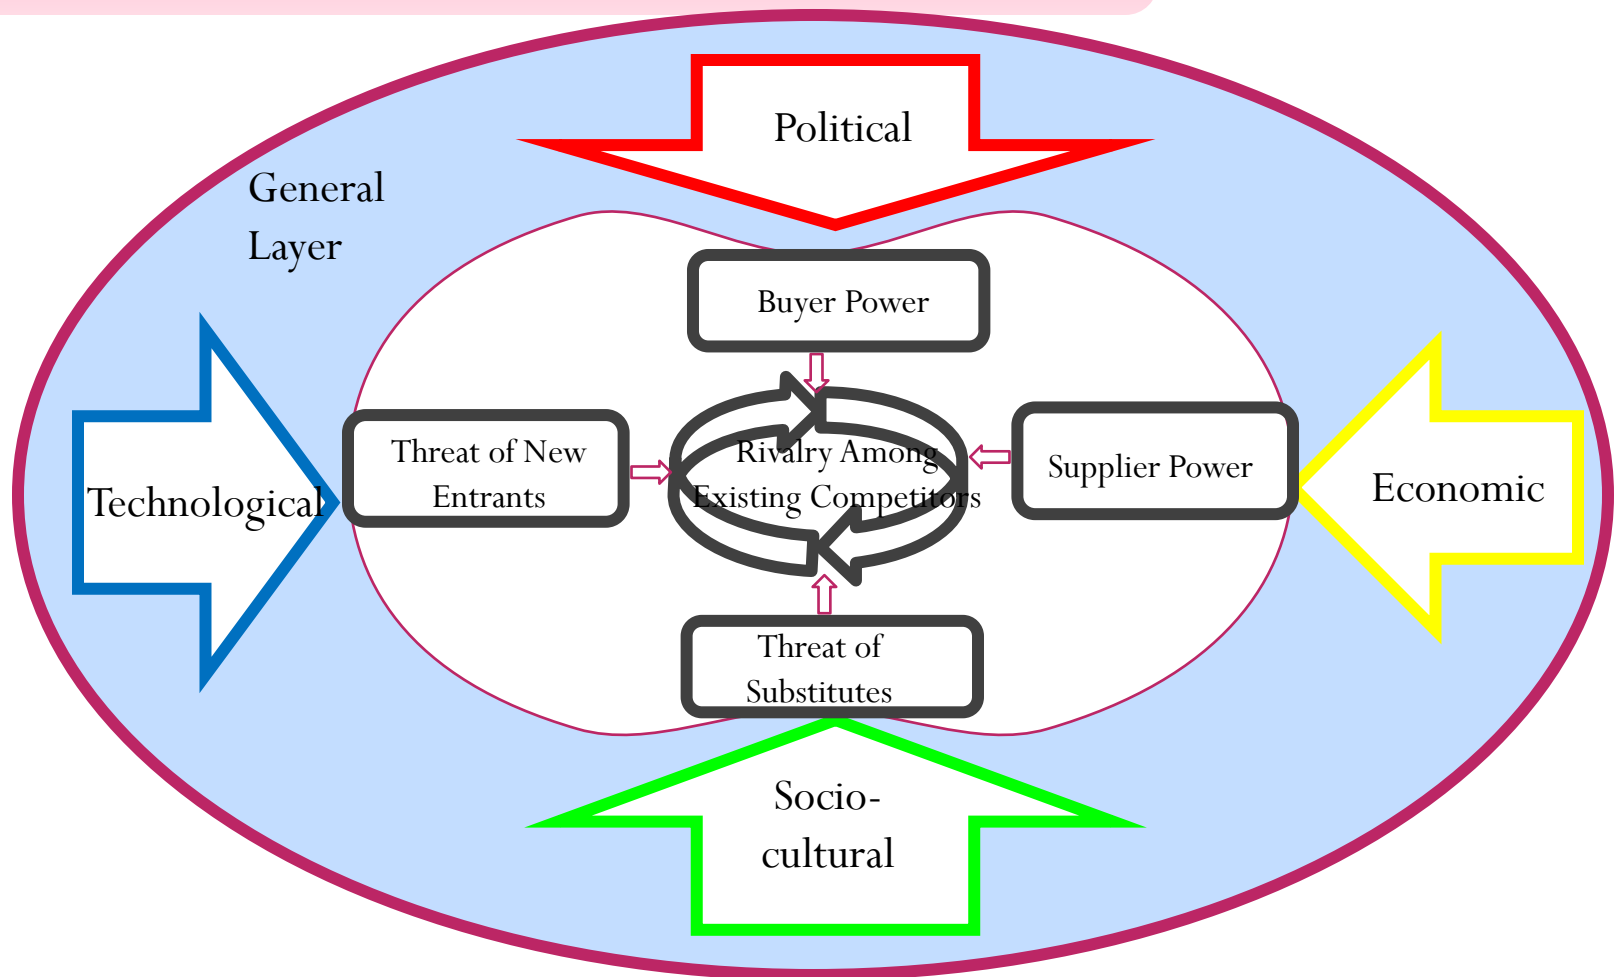 Political
General
Layer
Buyer Power
Threat of New
Entrants
Rivalry Among
Existing Competitors
Supplier Power
Technological
Economic
Threat of
Substitutes
Socio-
cultural